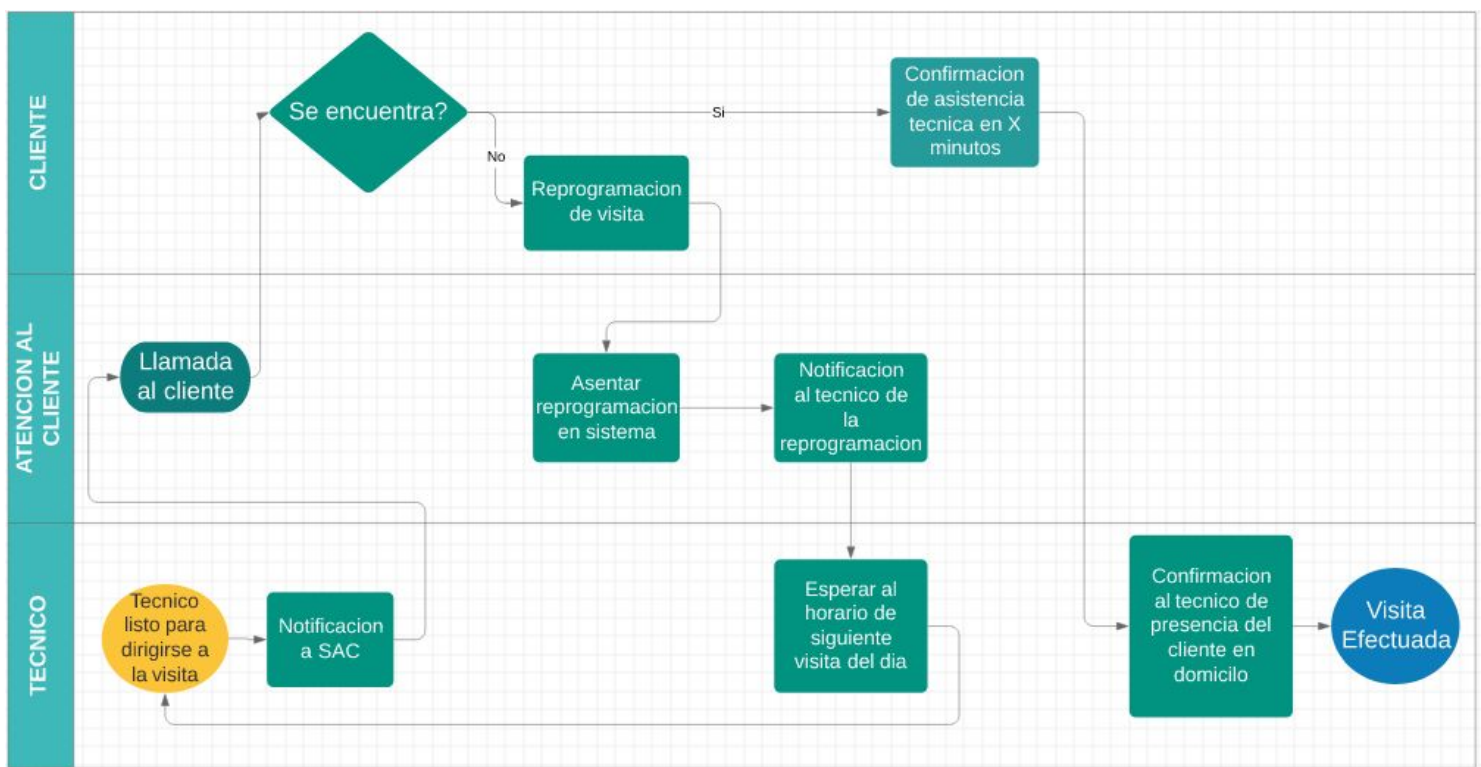 CLIENTE
Se encuentra?
Si
No
Confirmacion
de asistencia
tecnica en X
minutos
Reprogramacion
de visita
ATENCION AL
CLIENTE
Llamada
al cliente
Asentar
reprogramacion
en sistema
Notificacion
al tecnico de
la
reprogramacion
TECNICO
Tecnico
listo para
dirigirse a
la visita
Notificacion
a SAC
Esperar al
horario de
siguiente
visita del dia
Confirmacion
al tecnico de
presencia del
cliente en
domicilo
Visita
Efectuada